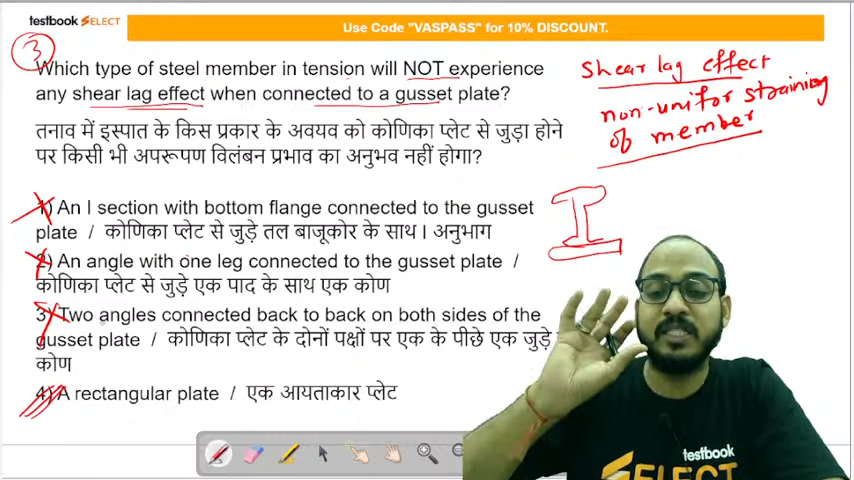 testbook SELECT
Use Code "VASPASS" for 10% DISCOUNT.
3
Which type of steel member in tension will NOT experience
any shear lag effect when connected to a gusset plate?
तनाव में इस्पात के किस प्रकार के अवयव को कोणिका प्लेट से जुड़ा होने
पर किसी भी अपरूपण विलंबन प्रभाव का अनुभव नहीं होगा?
1) An I section with bottom flange connected to the gusset
plate / कोणिका प्लेट से जुड़े तल बाजूकोर के साथ I अनुभाग
2) An angle with one leg connected to the gusset plate /
कोणिका प्लेट से जुड़े एक पाद के साथ एक कोण
3) Two angles connected back to back on both sides of the
gusset plate / कोणिका प्लेट के दोनों पक्षों पर एक के पीछे एक जुड़े
कोण
4) A rectangular plate / एक आयताकार प्लेट
Shear lag effect
non-unifor straining
of member
testbook
SELECT